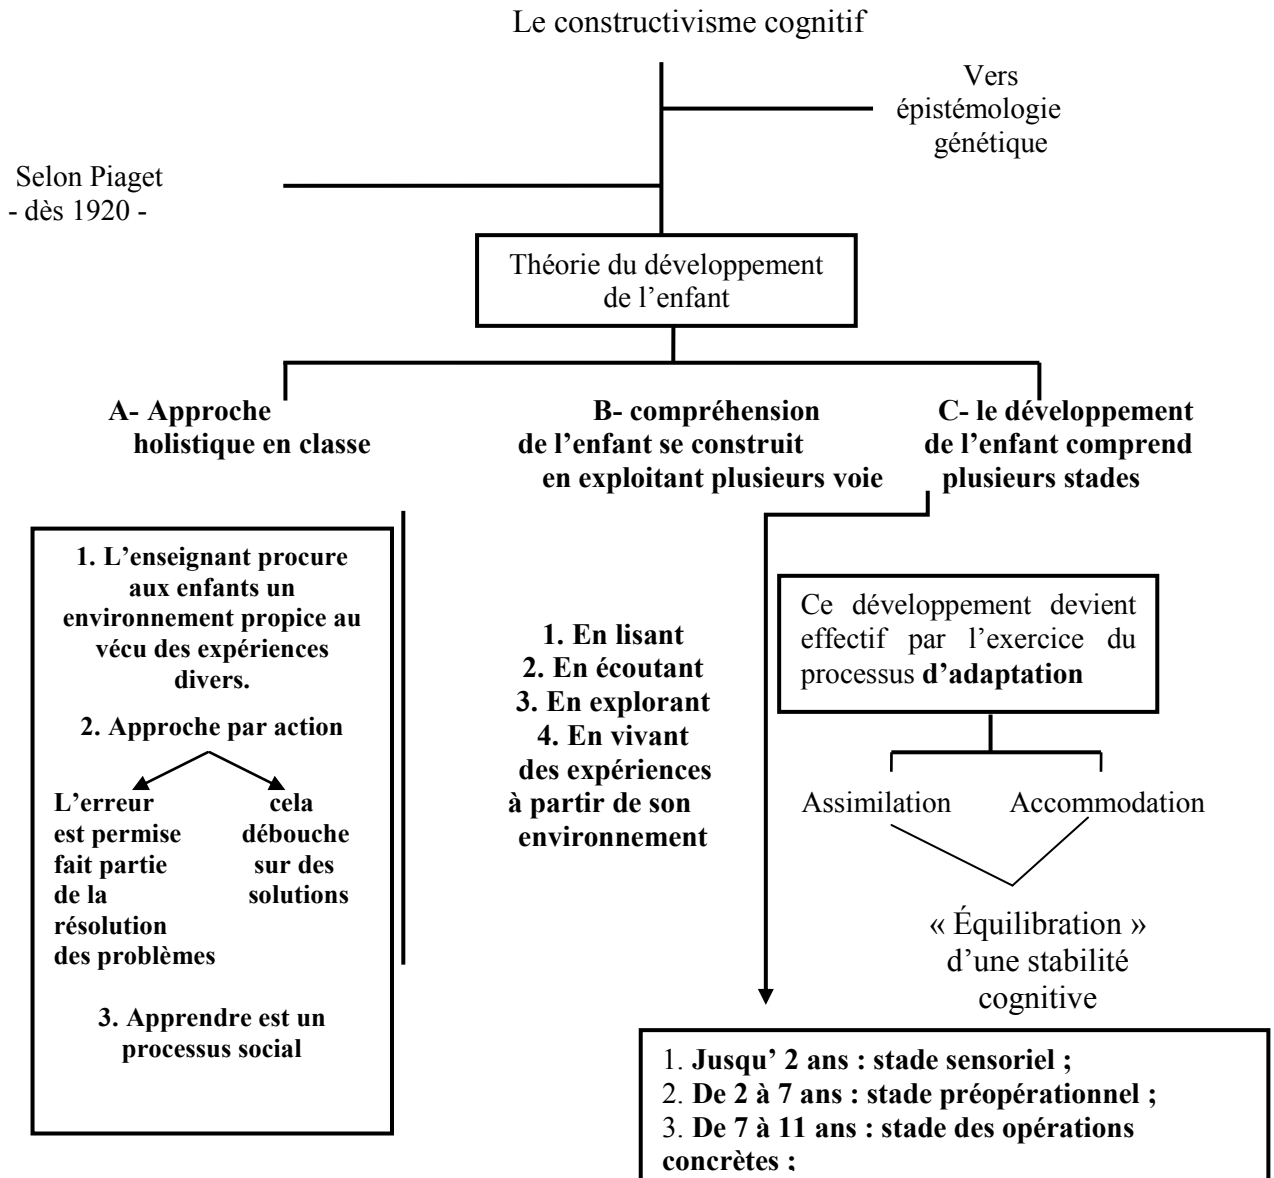 Le constructivisme cognitif
Vers
épistémologie
génétique
Selon Piaget
- dès 1920 -
Théorie du développement
de l’enfant
A- Approche
holistique en classe
B- compréhension
de l’enfant se construit
en exploitant plusieurs voie
C- le développement
de l’enfant comprend
plusieurs stades
1. L’enseignant procure
aux enfants un
environnement propice au
vécu des expériences
divers.
2. Approche par action
L’erreur
est permise
fait partie
de la
résolution
des problèmes
cela
débouche
sur des
solutions
3. Apprendre est un
processus social
1. En lisant
2. En écoutant
3. En explorant
4. En vivant
des expériences
à partir de son
environnement
Ce développement devient
effectif par l’exercice du
processus d’adaptation
Assimilation
Accommodation
« Équilibration »
d’une stabilité
cognitive
1. Jusqu’ 2 ans : stade sensoriel ;
2. De 2 à 7 ans : stade préopérationnel ;
3. De 7 à 11 ans : stade des opérations
concrètes ;